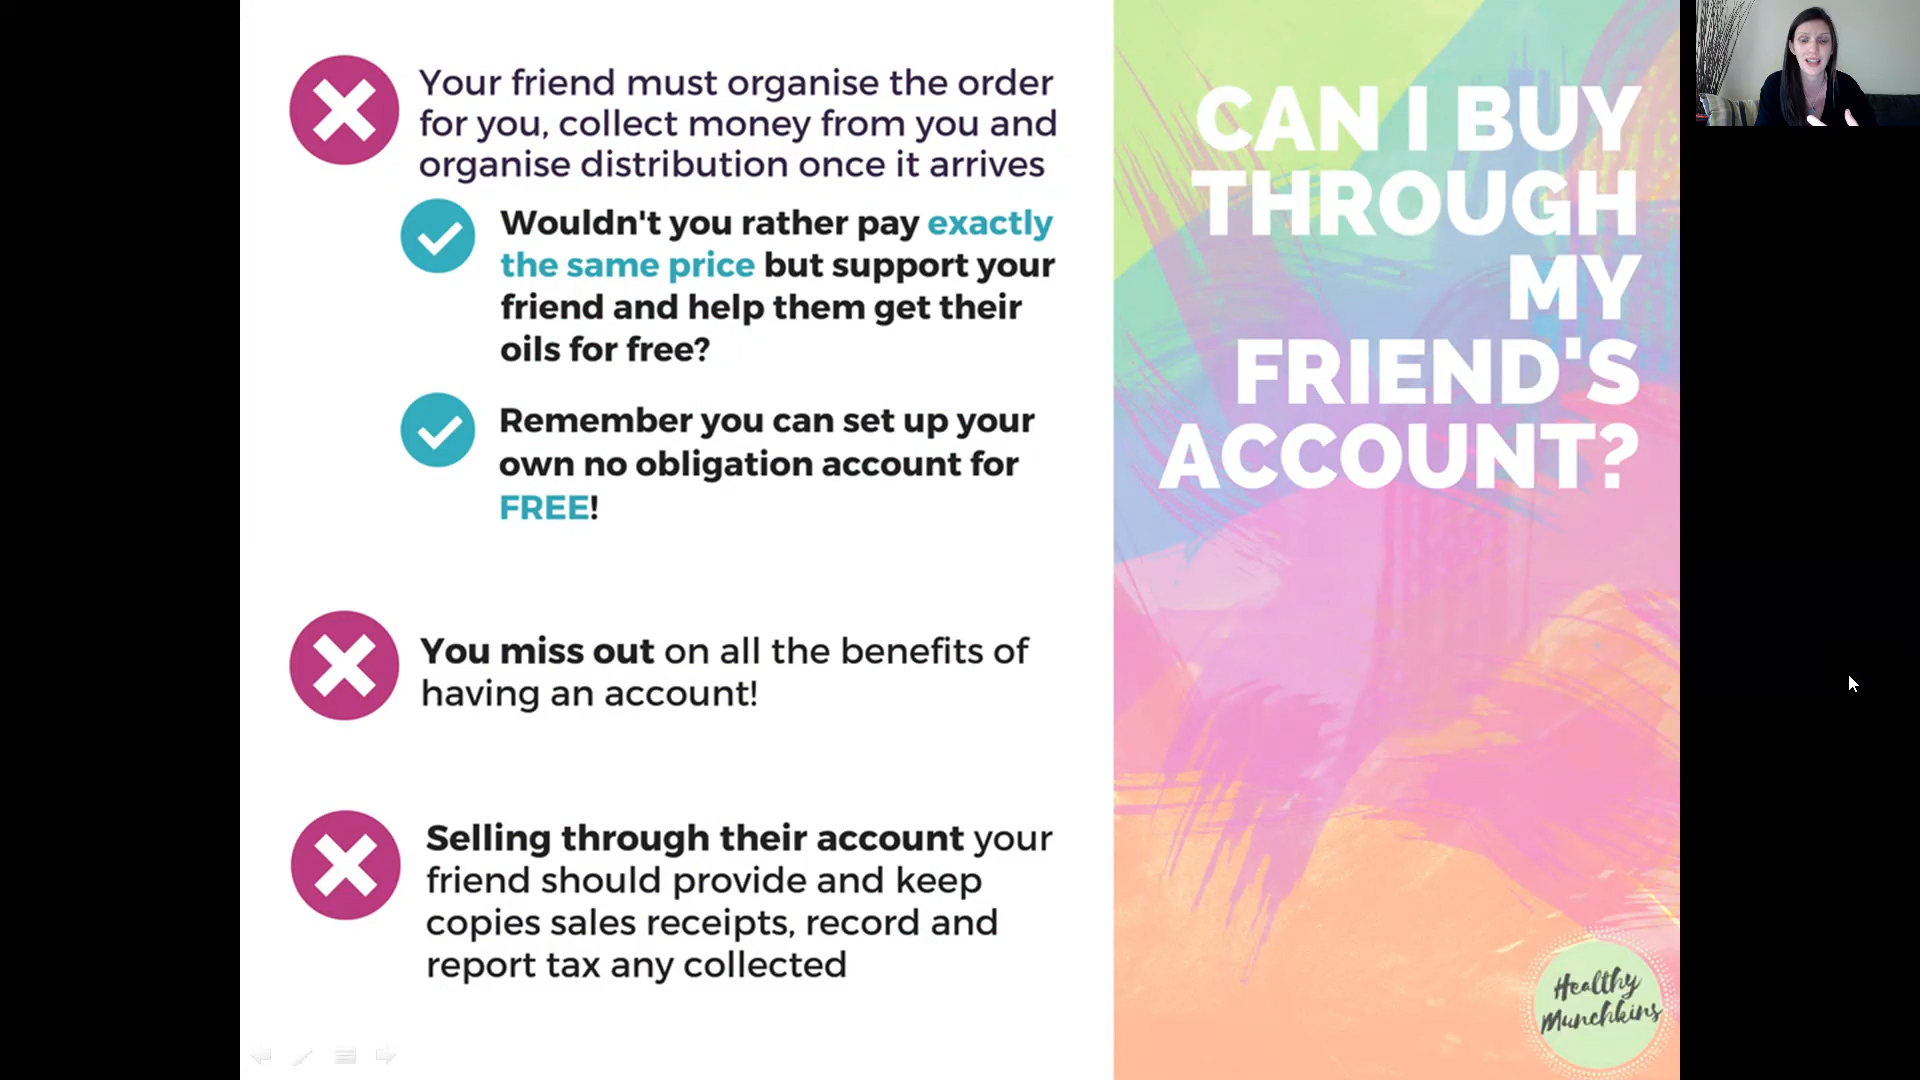 Your friend must organise the order
for you, collect money from you and
organise distribution once it arrives
Wouldn't you rather pay exactly
the same price but support your
friend and help them get their
oils for free?
Remember you can set up your
own no obligation account for
FREE!
You miss out on all the benefits of
having an account!
Selling through their account your
friend should provide and keep
copies sales receipts, record and
report tax any collected
CAN I BUY
THROUGH
MY
FRIEND'S
ACCOUNT?
Healthy
Munchkins